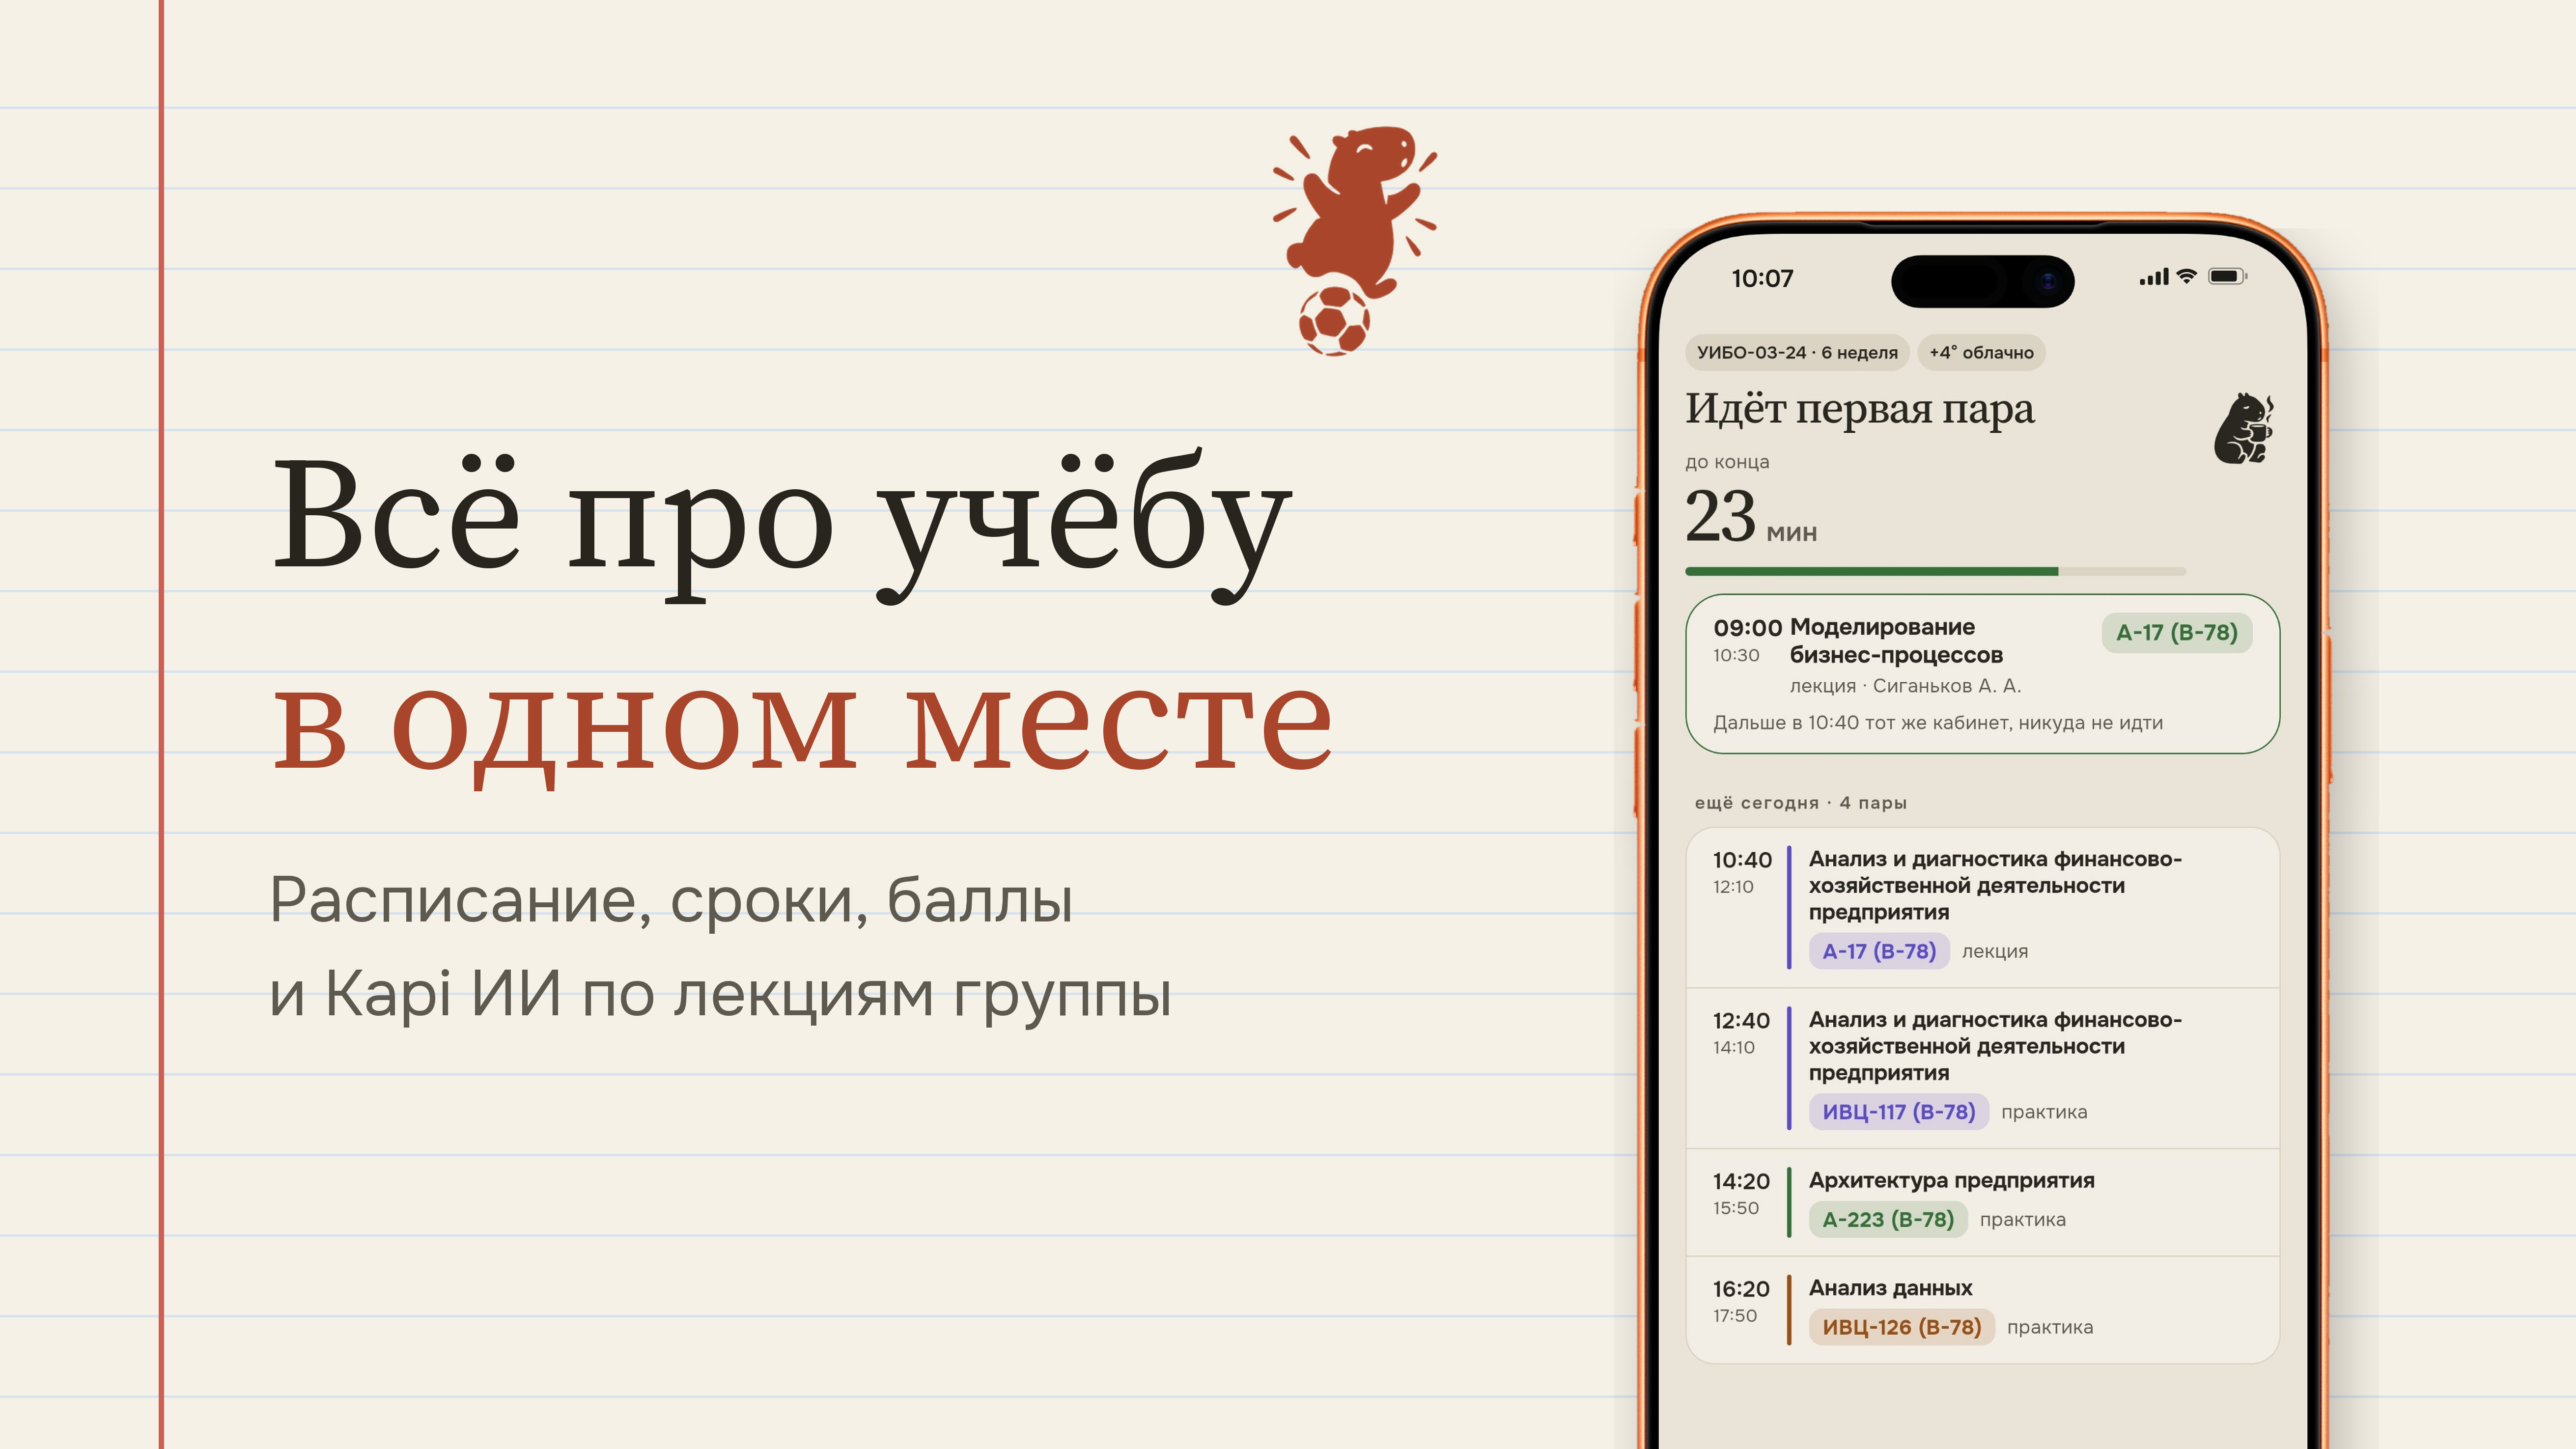 Всё про учёбу
в одном месте
Расписание, сроки, баллы
и Kapi ИИ по лекциям группы
10:07
УИБО-03-24 · 6 неделя
+4° облачно
Идёт первая пара
до конца
23 мин
09:00 Моделирование
10:30 бизнес-процессов
А-17 (В-78)
лекция · Сиганьков А. А.
Дальше в 10:40 тот же кабинет, никуда не идти
ещё сегодня · 4 пары
10:40 Анализ и диагностика финансово-
12:10 хозяйственной деятельности
предприятия
А-17 (В-78) лекция
12:40 Анализ и диагностика финансово-
14:10 хозяйственной деятельности
предприятия
ИВЦ-117 (В-78) практика
14:20 Архитектура предприятия
15:50 А-223 (В-78) практика
16:20 Анализ данных
17:50 ИВЦ-126 (В-78) практика